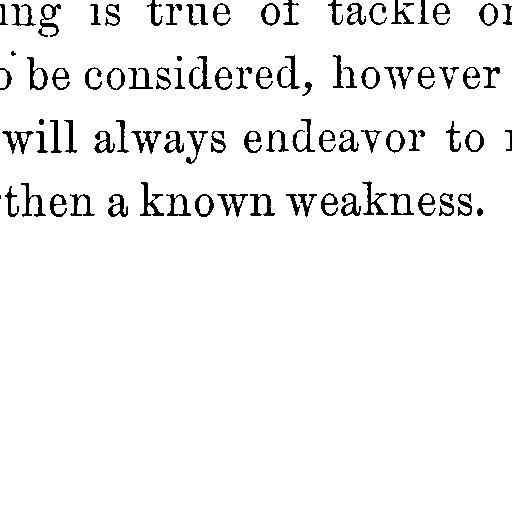 ing is true of tackle or
o be considered, however
will always endeavor to
then a known weakness.